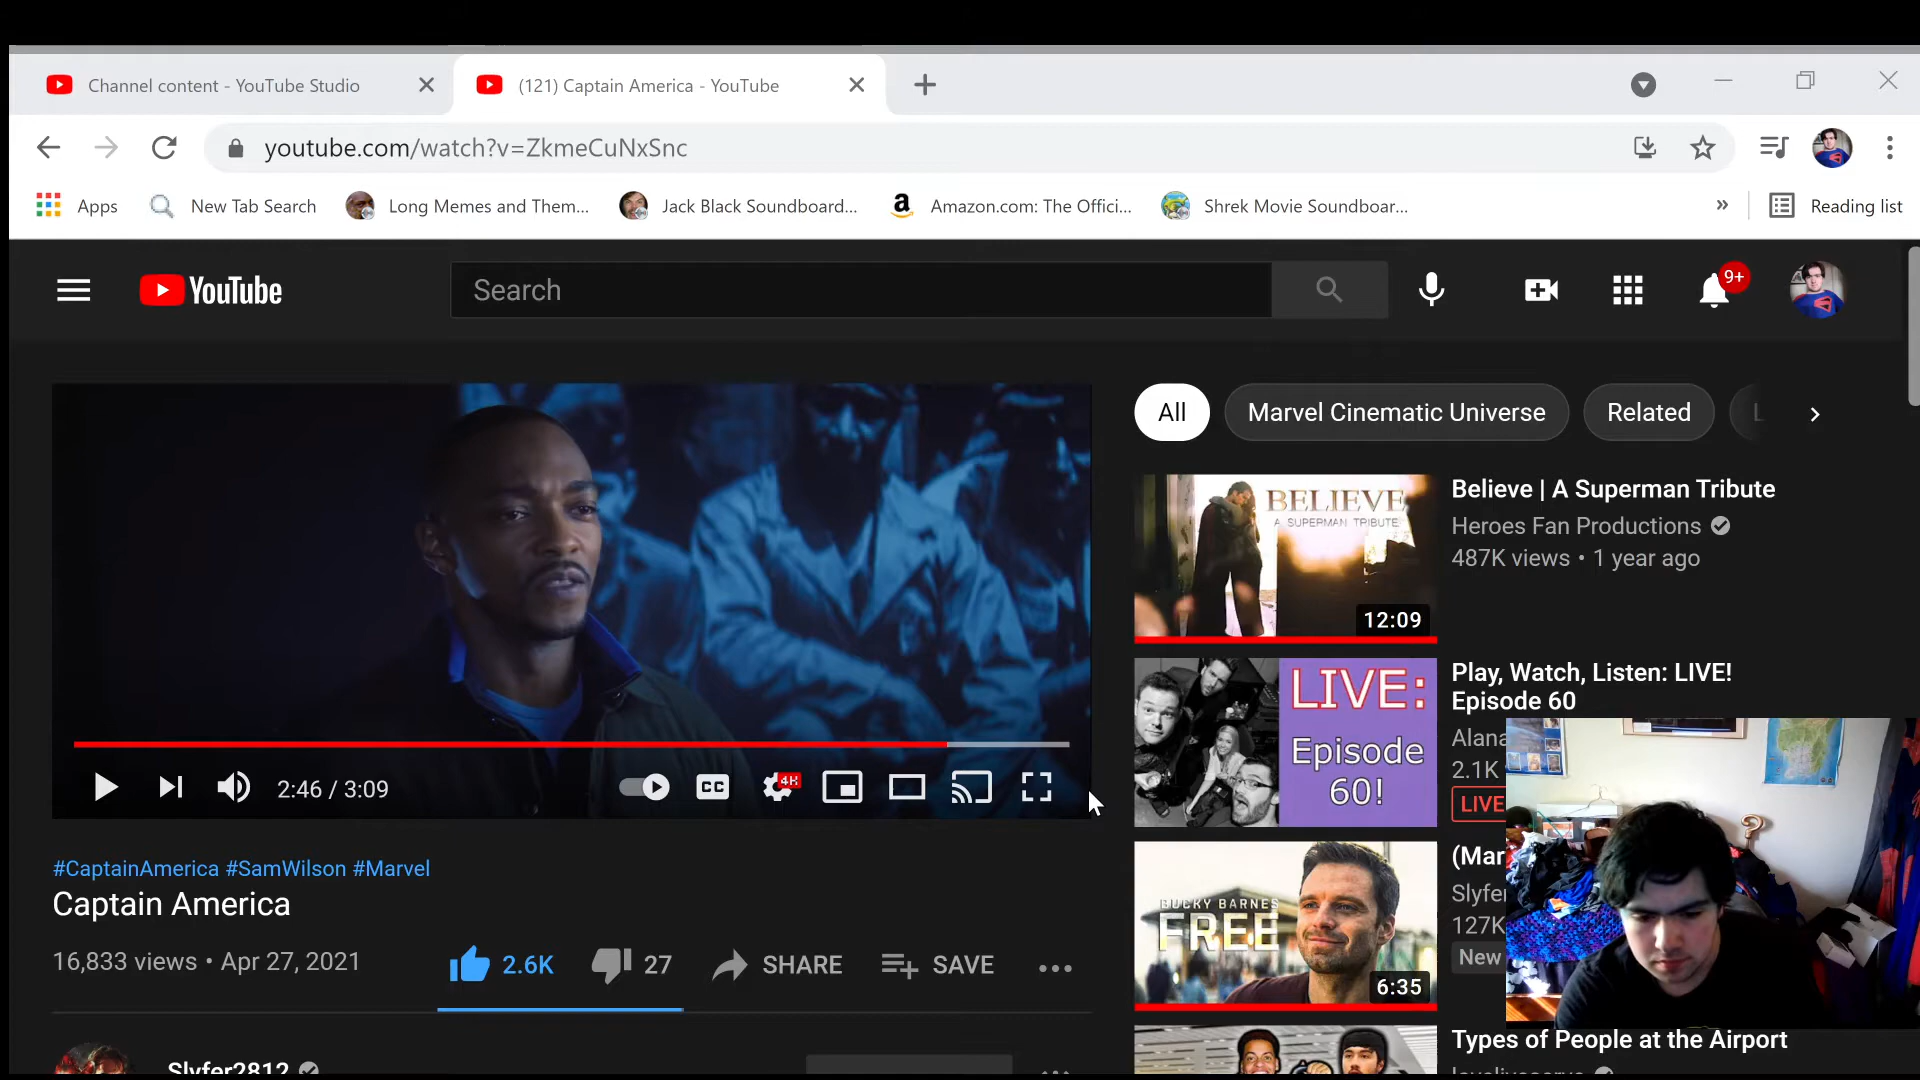 Channel content - YouTube Studio
(121) Captain America - YouTube
youtube.com/watch?v=ZkmeCuNxSnc
Apps
New Tab Search
Long Memes and Them...
Jack Black Soundboard...
Amazon.com: The Offici...
Shrek Movie Soundboar...
»
Reading list
YouTube
Search
9+
All
Marvel Cinematic Universe
Related
L
BELIEVE
A SUPERMAN TRIBUTE
12:09
Believe | A Superman Tribute
Heroes Fan Productions
487K views • 1 year ago
LIVE:
Episode
60!
Play, Watch, Listen: LIVE!
Episode 60
Alana
2.1K
LIVE
2:46 / 3:09
CC
4K
#CaptainAmerica #SamWilson #Marvel
Captain America
16,833 views • Apr 27, 2021
2.6K
27
SHARE
SAVE
BUCKY BARNES
FREE
6:35
(Mar
Slyfer
127K
New
Slyfer2812
Types of People at the Airport